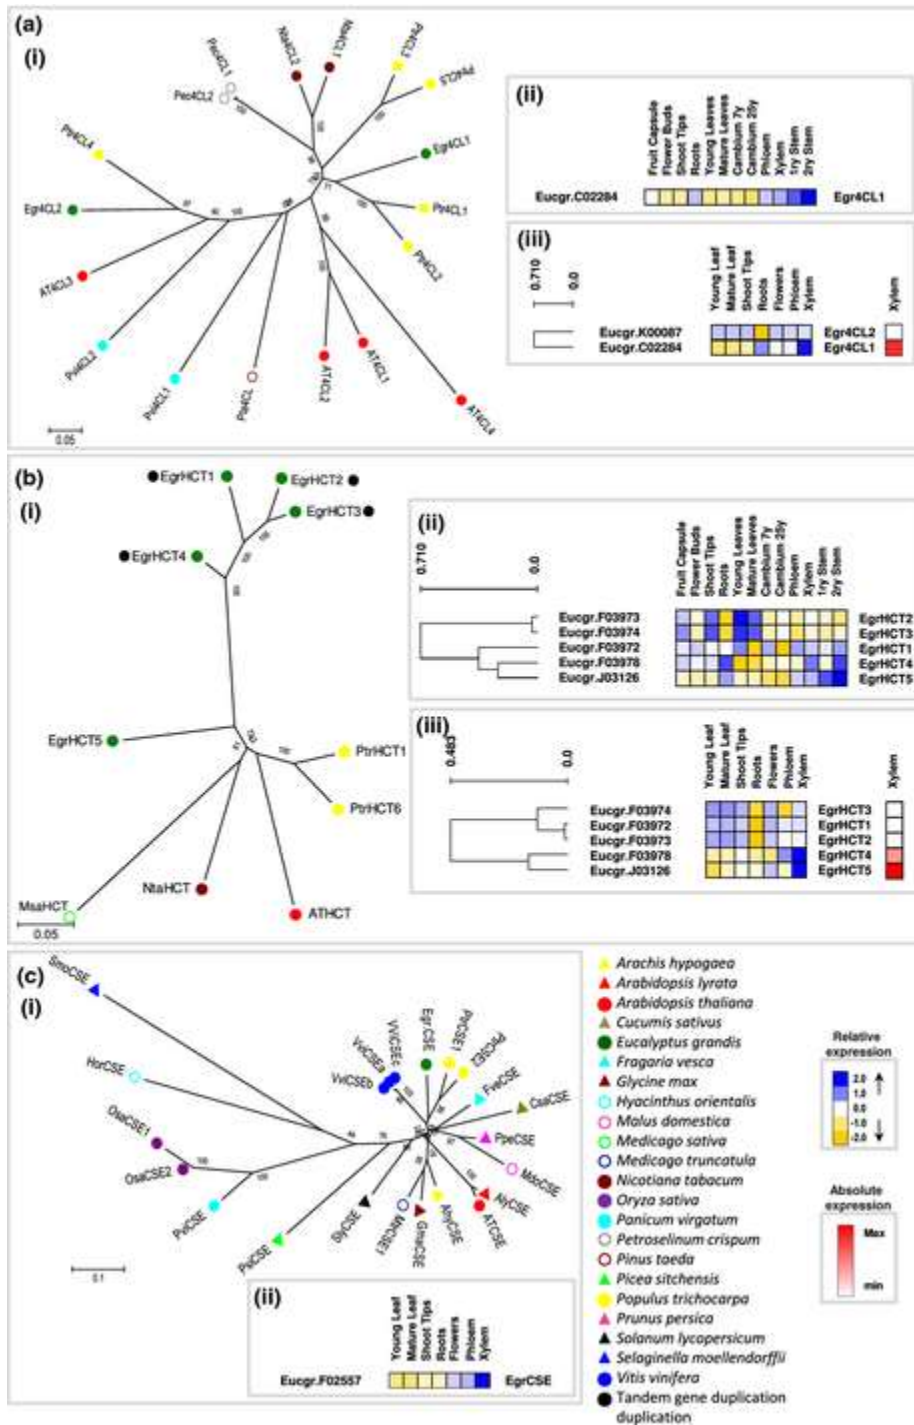 (a)
(i)
Pec4CL1
Pec4CL2
Nta4CL2
Nta4CL1
Ptr4CL3
Ptr4CL5
Ptr4CL4
Egr4CL1
Egr4CL2
Ptr4CL1
Ptr4CL2
AT4CL3
Pvi4CL2
Pvi4CL1
Pta4CL
AT4CL2
AT4CL1
AT4CL4
0.05
(ii)
Fruit Capsule
Flower Buds
Shoot Tips
Roots
Young Leaves
Mature Leaves
Cambium 7y
Cambium 25y
Phloem
Xylem
1ry Stem
2ry Stem
Eucgr.C02284
Egr4CL1
(iii)
0.710
0.0
Young Leaf
Mature Leaf
Shoot Tips
Roots
Flowers
Phloem
Xylem
Xylem
Eucgr.K00087
Egr4CL2
Eucgr.C02284
Egr4CL1
(b)
(i)
EgrHCT1
EgrHCT2
EgrHCT3
EgrHCT4
EgrHCT5
PtrHCT1
PtrHCT6
NtaHCT
MsaHCT
ATHCT
0.05
(ii)
0.710
0.0
Fruit Capsule
Flower Buds
Shoot Tips
Roots
Young Leaves
Mature Leaves
Cambium 7y
Cambium 25y
Phloem
Xylem
1ry Stem
2ry Stem
Eucgr.F03973
EgrHCT2
Eucgr.F03974
EgrHCT3
Eucgr.F03972
EgrHCT1
Eucgr.F03978
EgrHCT4
Eucgr.J03126
EgrHCT5
(iii)
0.483
0.0
Young Leaf
Mature Leaf
Shoot Tips
Roots
Flowers
Phloem
Xylem
Xylem
Eucgr.F03974
EgrHCT3
Eucgr.F03972
EgrHCT1
Eucgr.F03973
EgrHCT2
Eucgr.F03978
EgrHCT4
Eucgr.J03126
EgrHCT5
(c)
(i)
SmoCSE
HorCSE
OsaCSE1
OsaCSE2
PviCSE
PsiCSE
VviCSEa
VviCSEb
VviCSEc
EgrCSE
PtrCSE1
PtrCSE2
FveCSE
CsaCSE
PpeCSE
MdoCSE
AlyCSE
ATCSE
AhyCSE
GmaCSE
MtrCSE1
SlyCSE
0.1
(ii)
Young Leaf
Mature Leaf
Shoot Tips
Roots
Flowers
Phloem
Xylem
Eucgr.F02557
EgrCSE
Arachis hypogaea
Arabidopsis lyrata
Arabidopsis thaliana
Cucumis sativus
Eucalyptus grandis
Fragaria vesca
Glycine max
Hyacinthus orientalis
Malus domestica
Medicago sativa
Medicago truncatula
Nicotiana tabacum
Oryza sativa
Panicum virgatum
Petroselinum crispum
Pinus taeda
Picea sitchensis
Populus trichocarpa
Prunus persica
Solanum lycopersicum
Selaginella moellendorffii
Vitis vinifera
Tandem gene duplication
duplication
Relative
expression
2.0
1.0
0.0
-1.0
-2.0
Absolute
expression
Max
min